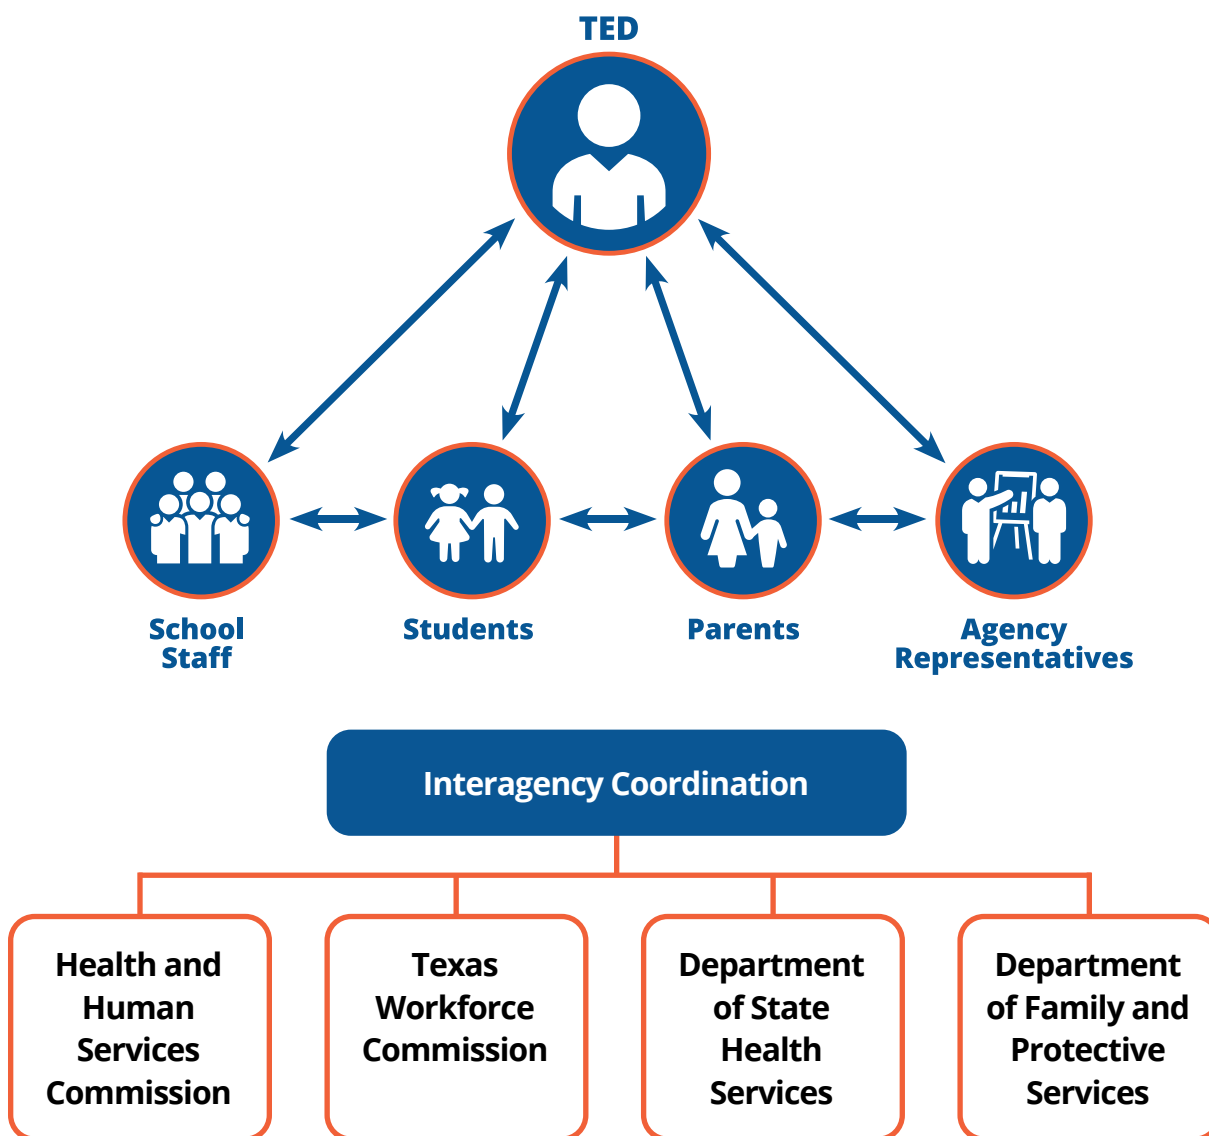 TED
School
Staff
Students
Parents
Agency
Representatives
Interagency Coordination
Health and
Human
Services
Commission
Texas
Workforce
Commission
Department
of State
Health
Services
Department
of Family and
Protective
Services